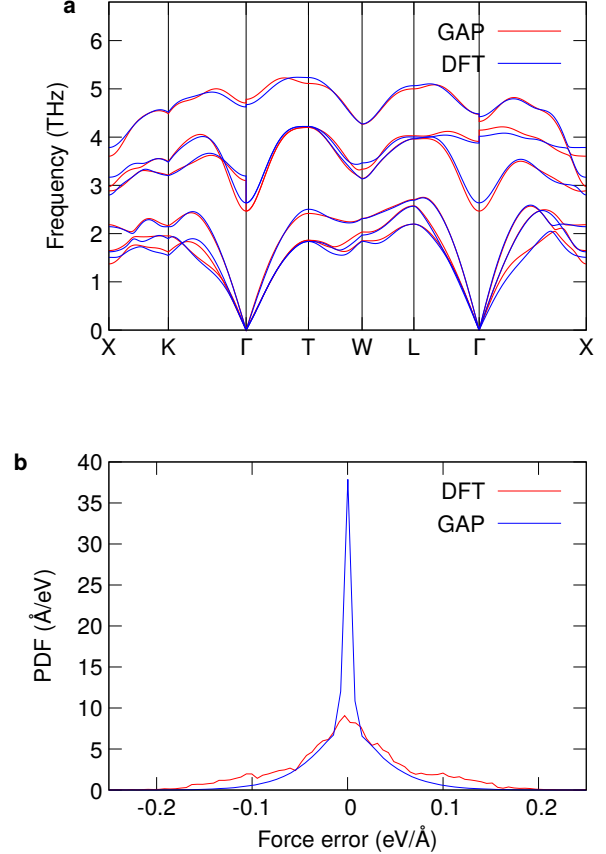 a
GAP
DFT
Frequency (THz)
6
5
4
3
2
1
0
X K Γ T W L Γ X
b
DFT
GAP
PDF (Å/eV)
40
35
30
25
20
15
10
5
0
-0.2 -0.1 0 0.1 0.2
Force error (eV/Å)